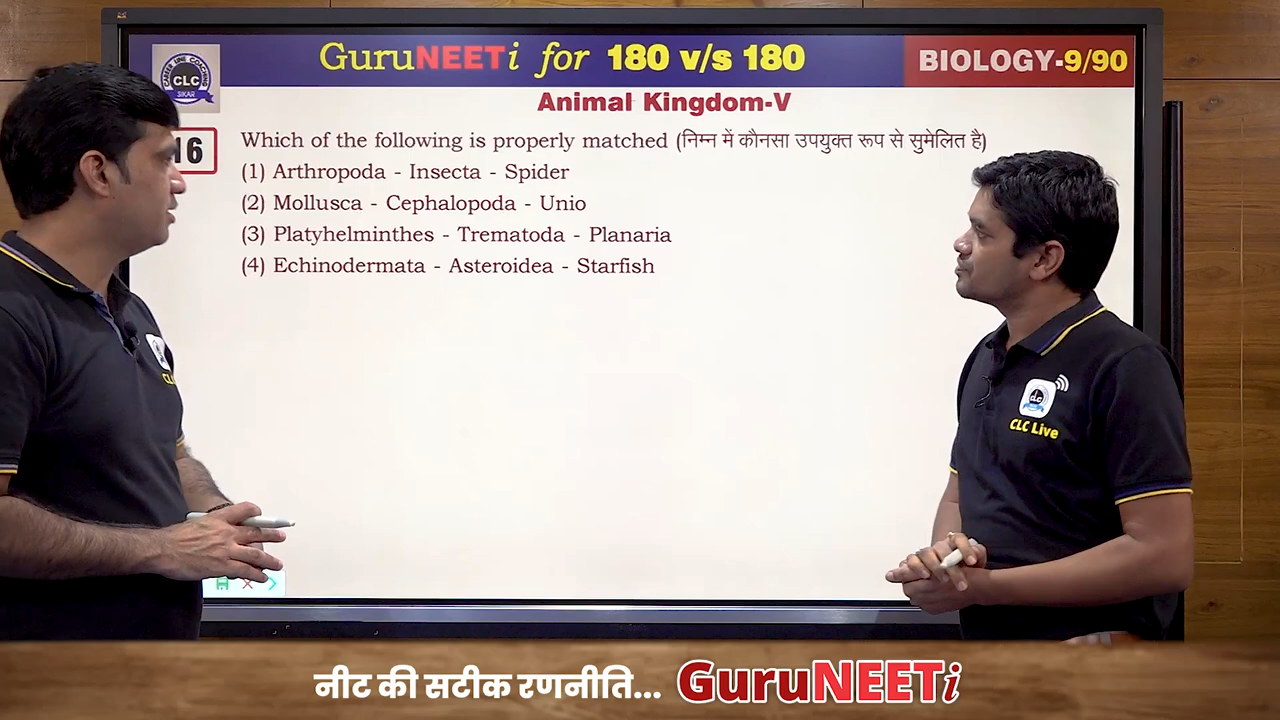 GuruNEETi for 180 v/s 180
BIOLOGY-9/90
CLC
SIKAR
Animal Kingdom-V
16
Which of the following is properly matched (निम्न में कौनसा उपयुक्त रूप से सुमेलित है)
(1) Arthropoda - Insecta - Spider
(2) Mollusca - Cephalopoda - Unio
(3) Platyhelminthes - Trematoda - Planaria
(4) Echinodermata - Asteroidea - Starfish
CLC Live
नीट की सटीक रणनीति... GuruNEETi